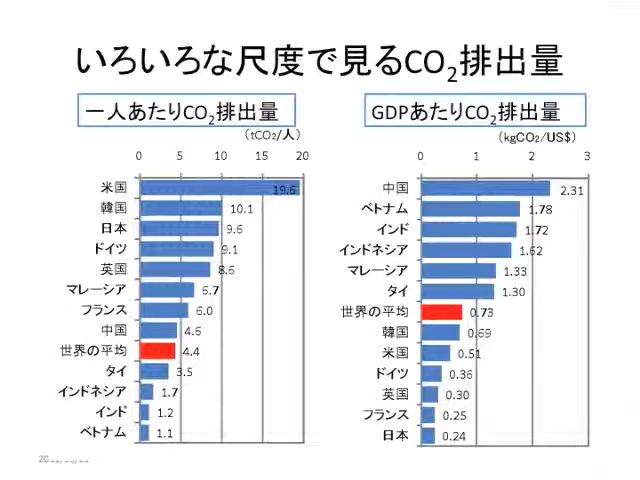 いろいろな尺度で見るCO2排出量
一人あたりCO2排出量
(tCO2/人)
0 5 10 15 20
米国 19.6
韓国 10.1
日本 9.6
ドイツ 9.1
英国 8.6
マレーシア 6.7
フランス 6.0
中国 4.6
世界の平均 4.4
タイ 3.5
インドネシア 1.7
インド 1.2
ベトナム 1.1
GDPあたりCO2排出量
(kgCO2/US$)
0 1 2 3
中国 2.31
ベトナム 1.78
インド 1.72
インドネシア 1.62
マレーシア 1.33
タイ 1.30
世界の平均 0.73
韓国 0.69
米国 0.51
ドイツ 0.36
英国 0.30
フランス 0.25
日本 0.24